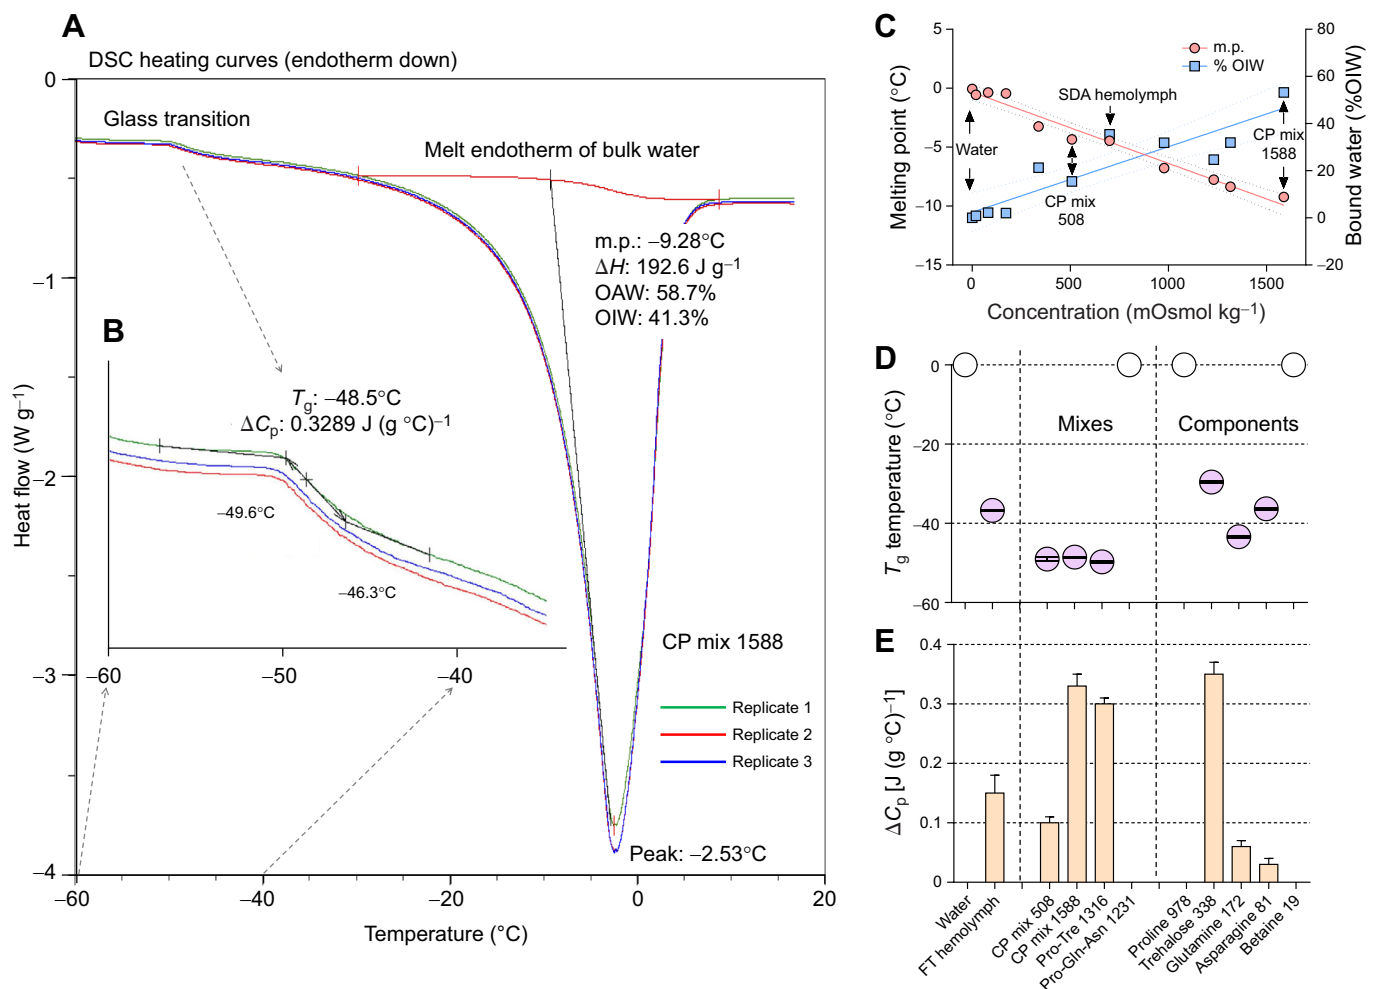 A
DSC heating curves (endotherm down)
0
−1
−2
−3
−4
Heat flow (W g−1)
−60
−40
−20
0
20
Temperature (°C)
Glass transition
Melt endotherm of bulk water
m.p.: −9.28°C
ΔH: 192.6 J g−1
OAW: 58.7%
OIW: 41.3%
CP mix 1588
Replicate 1
Replicate 2
Replicate 3
Peak: −2.53°C
B
Tg: −48.5°C
ΔCp: 0.3289 J (g °C)−1
−49.6°C
−46.3°C
−60
−50
−40
C
5
0
−5
−10
−15
Melting point (°C)
80
60
40
20
0
−20
Bound water (%OIW)
m.p.
% OIW
SDA hemolymph
Water
CP mix
508
CP mix
1588
0
500
1000
1500
Concentration (mOsmol kg−1)
D
0
−20
−40
−60
Tg temperature (°C)
Mixes
Components
E
0.4
0.3
0.2
0.1
0
ΔCp [J (g °C)−1]
Water
FT hemolymph
CP mix 508
CP mix 1588
Pro-Tre 1316
Pro-Gln-Asn 1231
Proline 978
Trehalose 338
Glutamine 172
Asparagine 81
Betaine 19